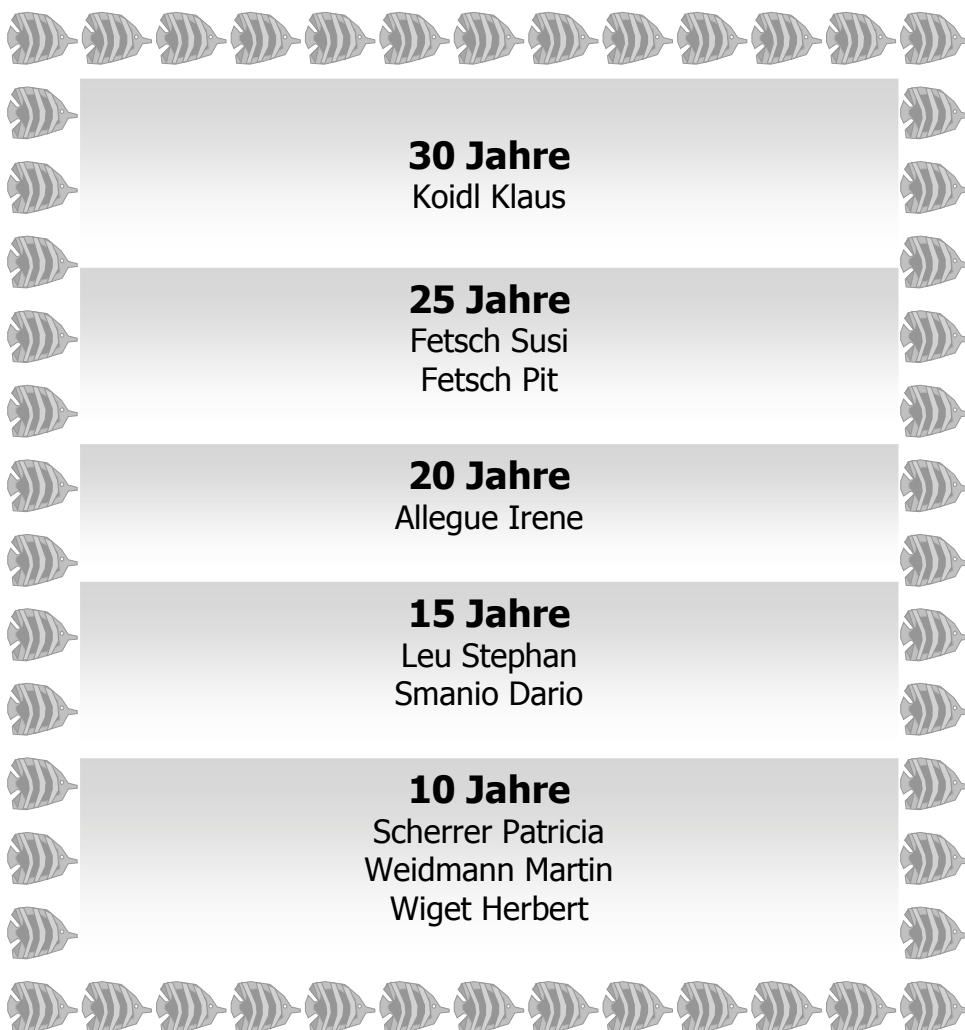 30 Jahre
Koidl Klaus
25 Jahre
Fetsch Susi
Fetsch Pit
20 Jahre
Allegue Irene
15 Jahre
Leu Stephan
Smanio Dario
10 Jahre
Scherrer Patricia
Weidmann Martin
Wiget Herbert